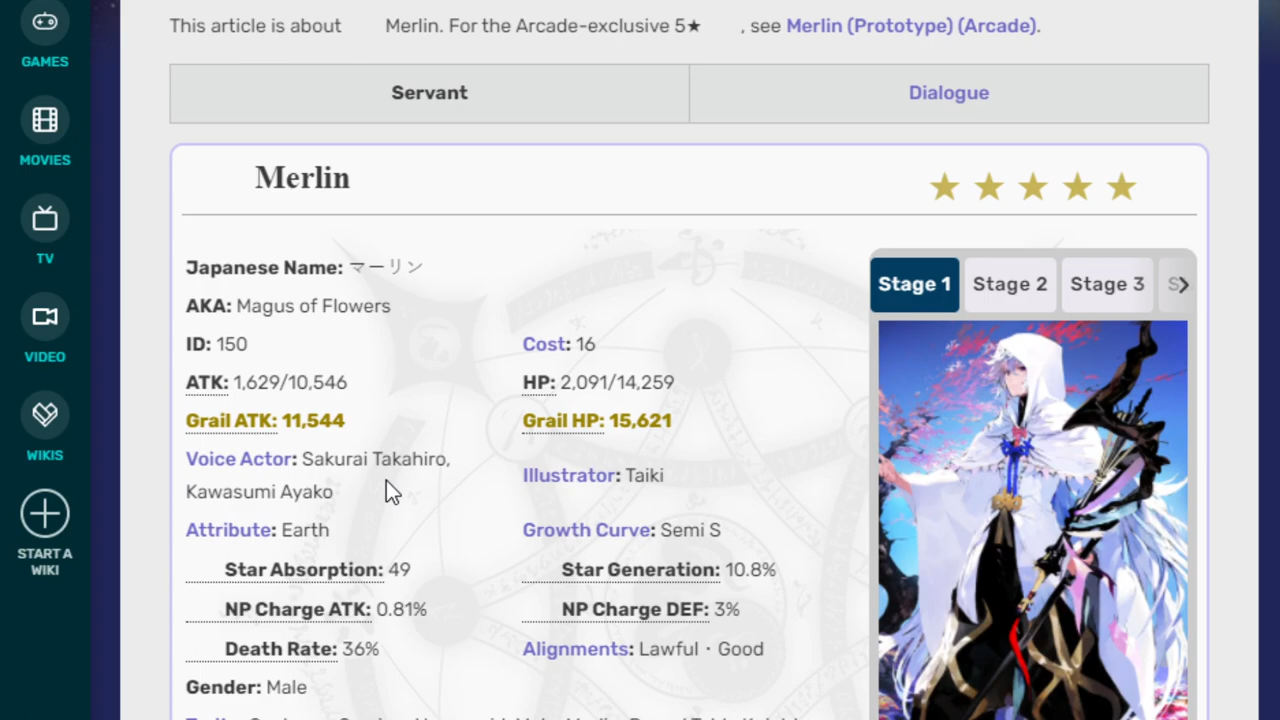 GAMES
MOVIES
TV
VIDEO
WIKIS
START A
WIKI
This article is about Merlin. For the Arcade-exclusive 5★ , see Merlin (Prototype) (Arcade).
Servant Dialogue
Merlin ★ ★ ★ ★ ★
Japanese Name: マーリン
AKA: Magus of Flowers
ID: 150 Cost: 16
ATK: 1,629/10,546 HP: 2,091/14,259
Grail ATK: 11,544 Grail HP: 15,621
Voice Actor: Sakurai Takahiro,
Kawasumi Ayako
Illustrator: Taiki
Attribute: Earth Growth Curve: Semi S
Star Absorption: 49 Star Generation: 10.8%
NP Charge ATK: 0.81% NP Charge DEF: 3%
Death Rate: 36% Alignments: Lawful · Good
Gender: Male
Stage 1 Stage 2 Stage 3